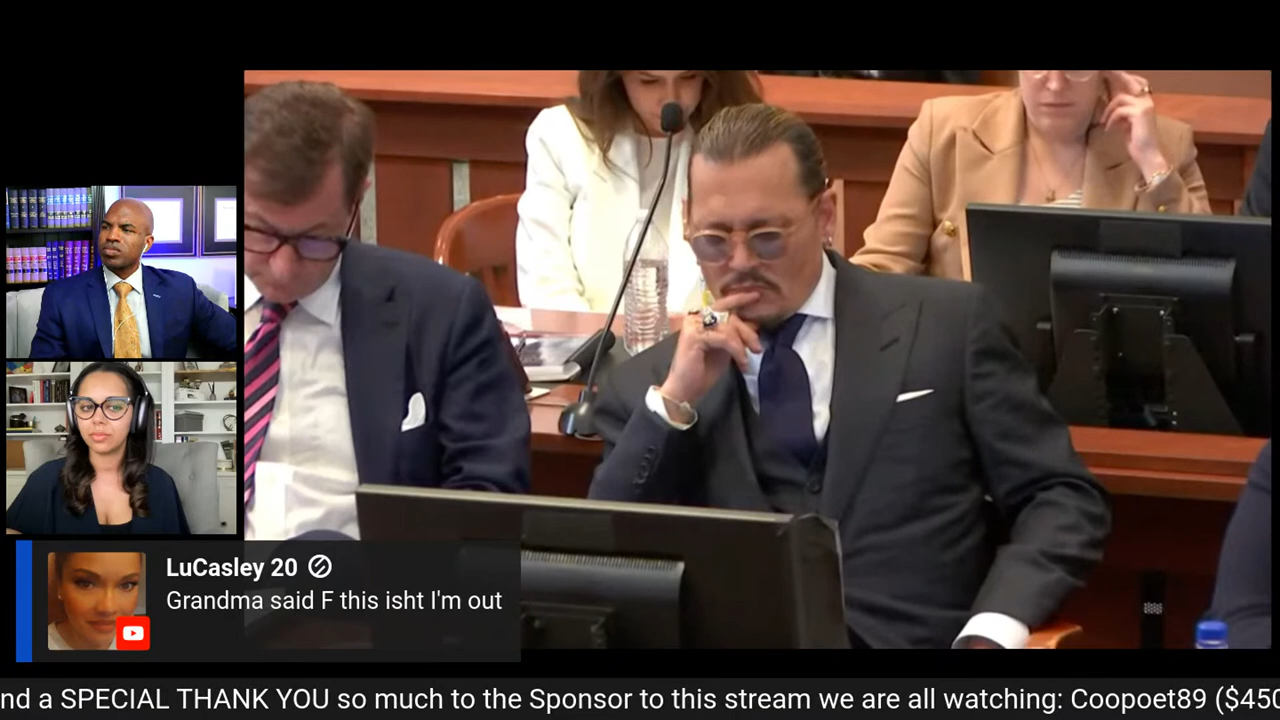 LuCasley 20
Grandma said F this isht I'm out
nd a SPECIAL THANK YOU so much to the Sponsor to this stream we are all watching: Coopoet89 ($450